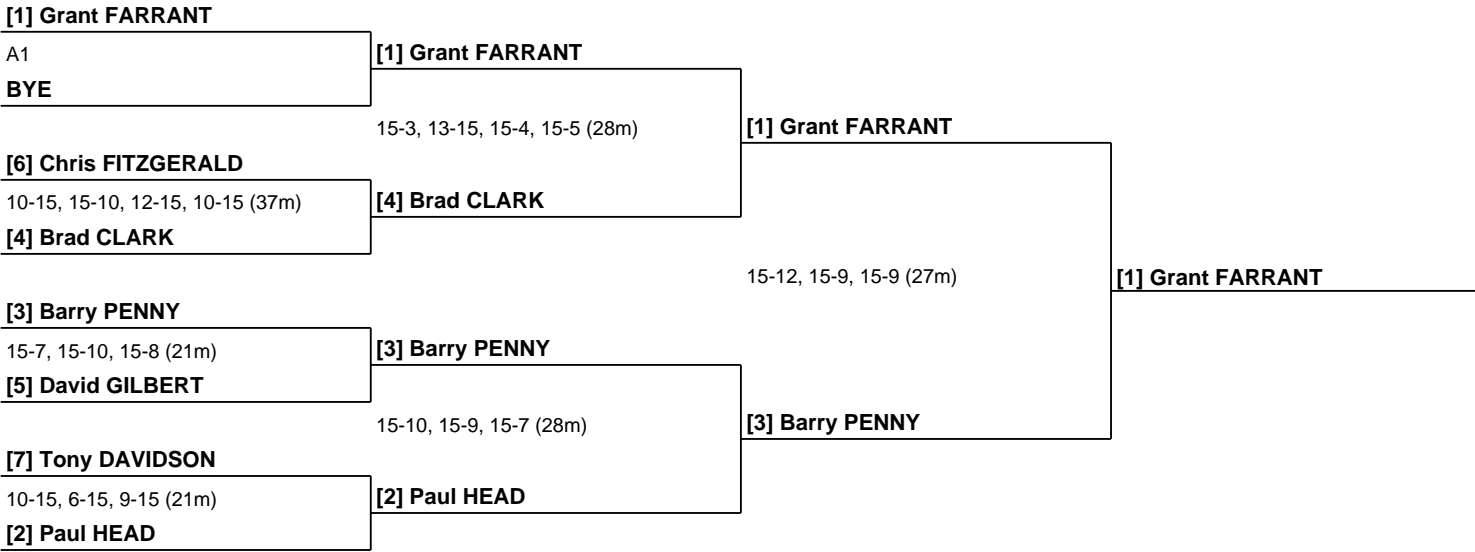 [1] Grant FARRANT
A1
BYE
[6] Chris FITZGERALD
10-15, 15-10, 12-15, 10-15 (37m)
[4] Brad CLARK
[3] Barry PENNY
15-7, 15-10, 15-8 (21m)
[5] David GILBERT
[7] Tony DAVIDSON
10-15, 6-15, 9-15 (21m)
[2] Paul HEAD
[1] Grant FARRANT
15-3, 13-15, 15-4, 15-5 (28m)
[4] Brad CLARK
[3] Barry PENNY
15-10, 15-9, 15-7 (28m)
[2] Paul HEAD
[1] Grant FARRANT
15-12, 15-9, 15-9 (27m)
[3] Barry PENNY
[1] Grant FARRANT